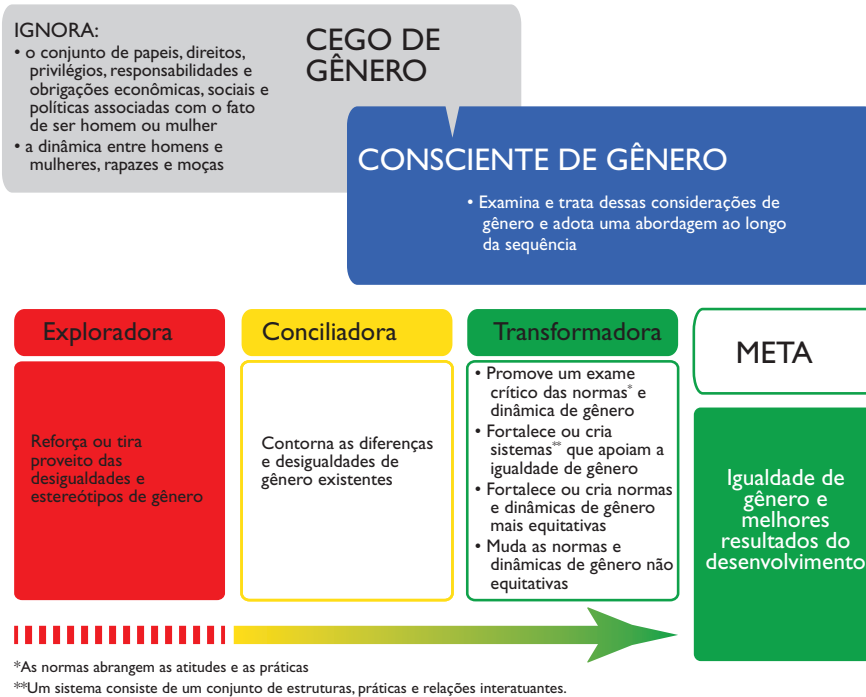 IGNORA:
• o conjunto de papeis, direitos,
privilégios, responsabilidades e
obrigações econômicas, sociais e
políticas associadas com o fato
de ser homem ou mulher
• a dinâmica entre homens e
mulheres, rapazes e moças
CEGO DE
GÊNERO
CONSCIENTE DE GÊNERO
• Examina e trata dessas considerações de
gênero e adota uma abordagem ao longo
da sequência
Exploradora
Reforça ou tira
proveito das
desigualdades e
estereótipos de gênero
Conciliadora
Contorna as diferenças
e desigualdades de
gênero existentes
Transformadora
• Promove um exame
crítico das normas* e
dinâmica de gênero
• Fortalece ou cria
sistemas** que apoiam a
igualdade de gênero
• Fortalece ou cria normas
e dinâmicas de gênero
mais equitativas
• Muda as normas e
dinâmicas de gênero não
equitativas
META
Igualdade de
gênero e
melhores
resultados do
desenvolvimento
*As normas abrangem as atitudes e as práticas
**Um sistema consiste de um conjunto de estruturas, práticas e relações interatuantes.